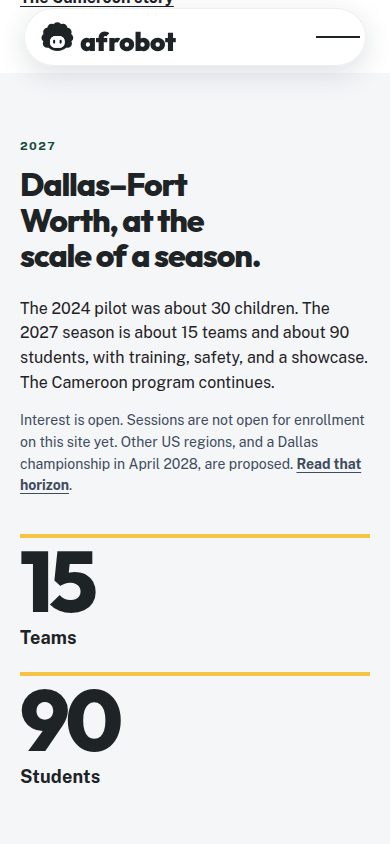 The Cameroon story
afrobot
2027
Dallas–Fort
Worth, at the
scale of a season.
The 2024 pilot was about 30 children. The
2027 season is about 15 teams and about 90
students, with training, safety, and a showcase.
The Cameroon program continues.
Interest is open. Sessions are not open for enrollment
on this site yet. Other US regions, and a Dallas
championship in April 2028, are proposed. Read that
horizon.
15
Teams
90
Students